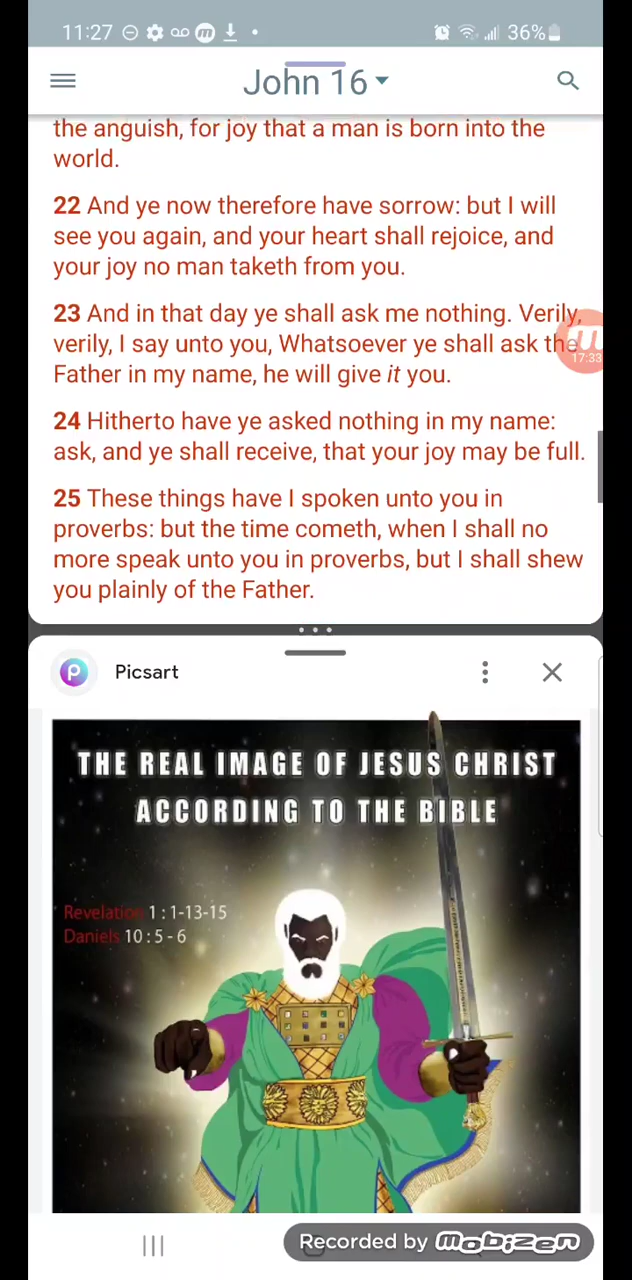 11:27
36%
John 16
the anguish, for joy that a man is born into the
world.
22 And ye now therefore have sorrow: but I will
see you again, and your heart shall rejoice, and
your joy no man taketh from you.
23 And in that day ye shall ask me nothing. Verily,
verily, I say unto you, Whatsoever ye shall ask the
Father in my name, he will give it you.
17:33
24 Hitherto have ye asked nothing in my name:
ask, and ye shall receive, that your joy may be full.
25 These things have I spoken unto you in
proverbs: but the time cometh, when I shall no
more speak unto you in proverbs, but I shall shew
you plainly of the Father.
Picsart
THE REAL IMAGE OF JESUS CHRIST
ACCORDING TO THE BIBLE
Revelation 1 : 1-13-15
Daniels 10 : 5 - 6
Recorded by mobizen